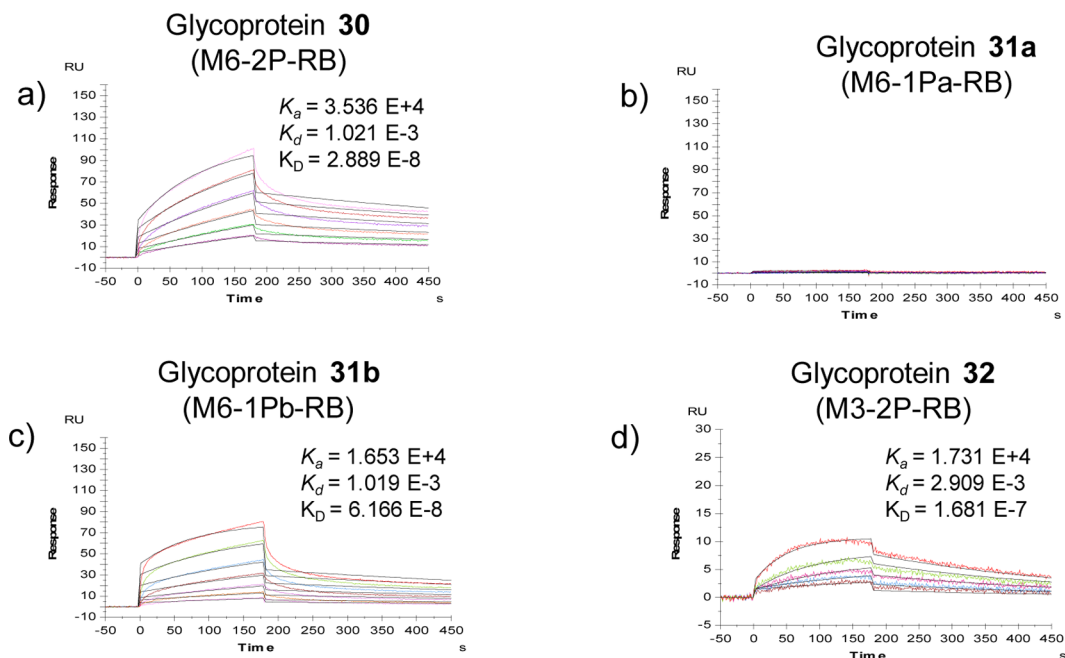 Glycoprotein 30
(M6-2P-RB)
a)
RU
160
150
130
110
90
70
50
30
10
-10
Response
-50 0 50 100 150 200 250 300 350 400 450
Time s
Ka = 3.536 E+4
Kd = 1.021 E-3
KD = 2.889 E-8
Glycoprotein 31a
(M6-1Pa-RB)
b)
RU
150
130
110
90
70
50
30
10
-10
Response
-50 0 50 100 150 200 250 300 350 400 450
Time s
Glycoprotein 31b
(M6-1Pb-RB)
c)
RU
150
130
110
90
70
50
30
10
-10
Response
-50 0 50 100 150 200 250 300 350 400 450
Time s
Ka = 1.653 E+4
Kd = 1.019 E-3
KD = 6.166 E-8
Glycoprotein 32
(M3-2P-RB)
d)
RU
30
25
20
15
10
5
0
-5
Response
-50 0 50 100 150 200 250 300 350 400 450
Time s
Ka = 1.731 E+4
Kd = 2.909 E-3
KD = 1.681 E-7